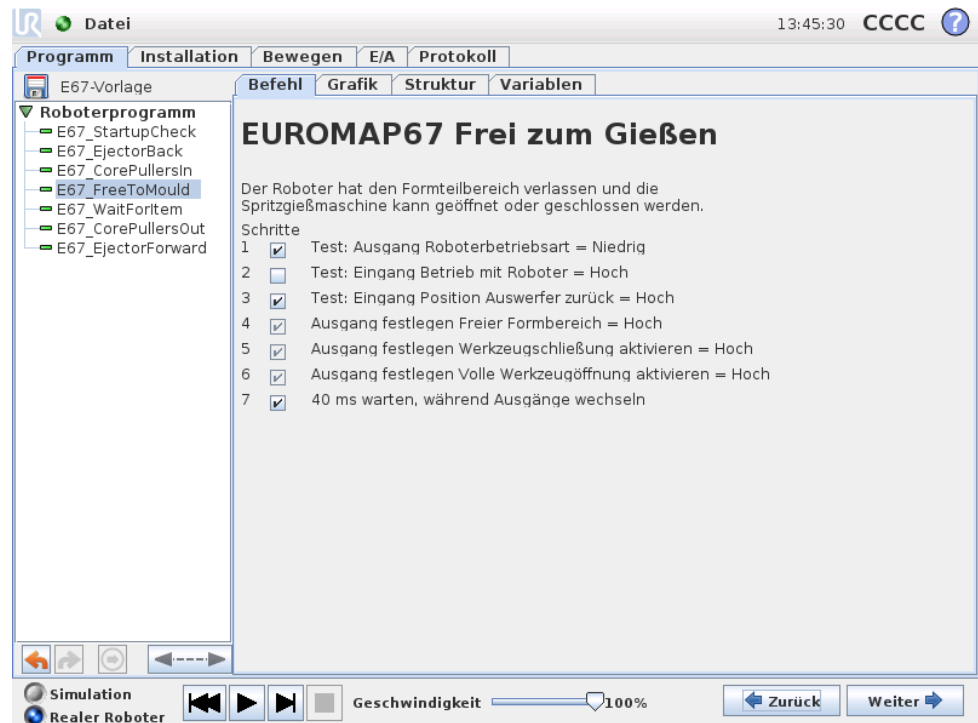 UR Datei 13:45:30 CCCC ?
Programm Installation Bewegen E/A Protokoll
E67-Vorlage
Befehl Grafik Struktur Variablen
Roboterprogramm
E67_StartupCheck
E67_EjectorBack
E67_CorePullersIn
E67_FreeToMould
E67_WaitForItem
E67_CorePullersOut
E67_EjectorForward
EUROMAP67 Frei zum Gießen
Der Roboter hat den Formteilbereich verlassen und die
Spritzgießmaschine kann geöffnet oder geschlossen werden.
Schritte
1 Test: Ausgang Roboterbetriebsart = Niedrig
2 Test: Eingang Betrieb mit Roboter = Hoch
3 Test: Eingang Position Auswerfer zurück = Hoch
4 Ausgang festlegen Freier Formbereich = Hoch
5 Ausgang festlegen Werkzeugschließung aktivieren = Hoch
6 Ausgang festlegen Volle Werkzeugöffnung aktivieren = Hoch
7 40 ms warten, während Ausgänge wechseln
Simulation
Realer Roboter
Geschwindigkeit 100%
Zurück Weiter